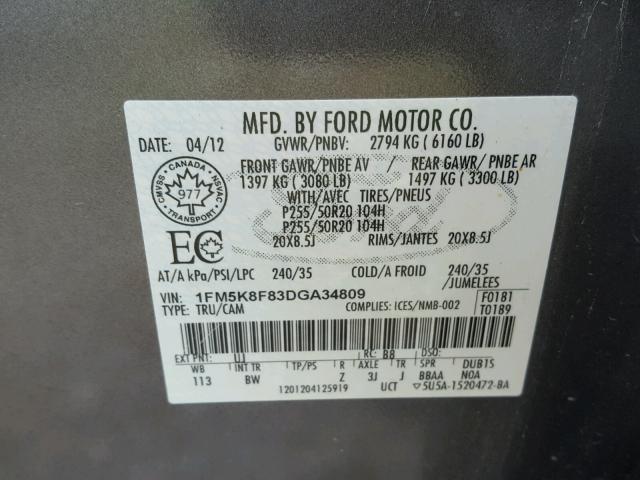 MFD. BY FORD MOTOR CO.
DATE: 04/12 GVWR/PNBV: 2794 KG ( 6160 LB)
FRONT GAWR/PNBE AV REAR GAWR/ PNBE AR
1397 KG ( 3080 LB) 1497 KG ( 3300 LB)
CMVSS · CANADA · NSVAC · TRANSPORT
977
WITH/AVEC TIRES/PNEUS
P255/50R20 104H
P255/50R20 104H
EC 20X8.5J RIMS/JANTES 20X8.5J
AT/A kPa/PSI/LPC 240/35 COLD/A FROID 240/35
/JUMELEES
VIN: 1FM5K8F83DGA34809
TYPE: TRU/CAM COMPLIES: ICES/NMB-002
F0181
T0189
EXT PNT: UJ RC: B8 DSO:
WB INT TR TP/PS R AXLE TR SPR DUB1S
113 BW Z 3J J BBAA N0A
1201204125919 UCT ▽5U5A-1520472-BA